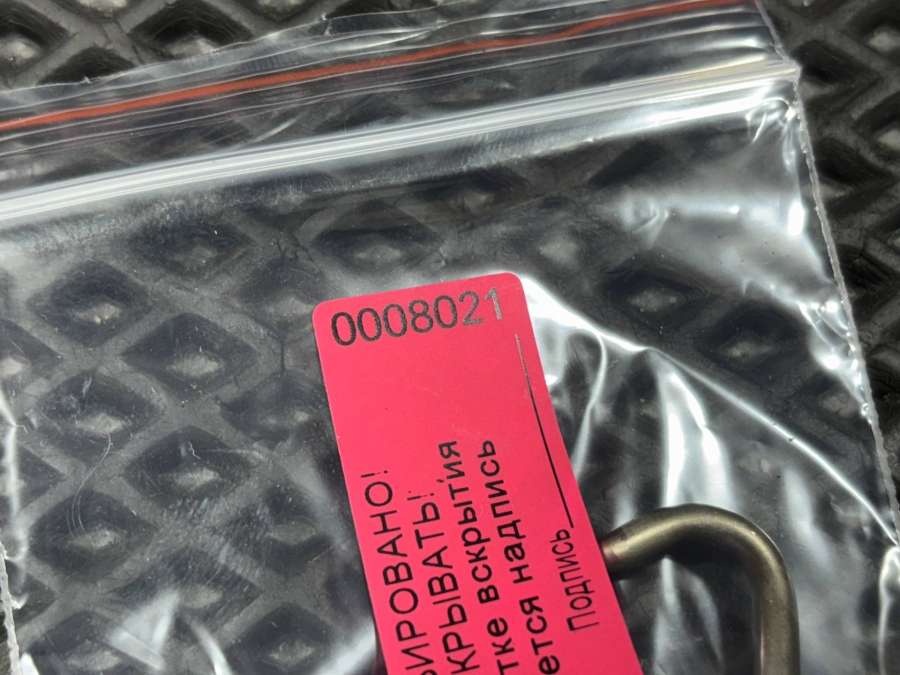 0008021
ИРОВАНО!
КРЫВАТЬ!
тке вскрытия
ется надпись
Подпись